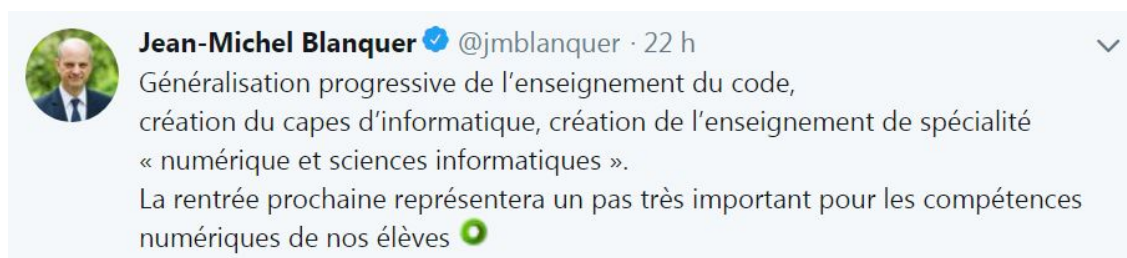 Jean-Michel Blanquer @jmblanquer · 22 h
Généralisation progressive de l’enseignement du code,
création du capes d’informatique, création de l’enseignement de spécialité
« numérique et sciences informatiques ».
La rentrée prochaine représentera un pas très important pour les compétences
numériques de nos élèves